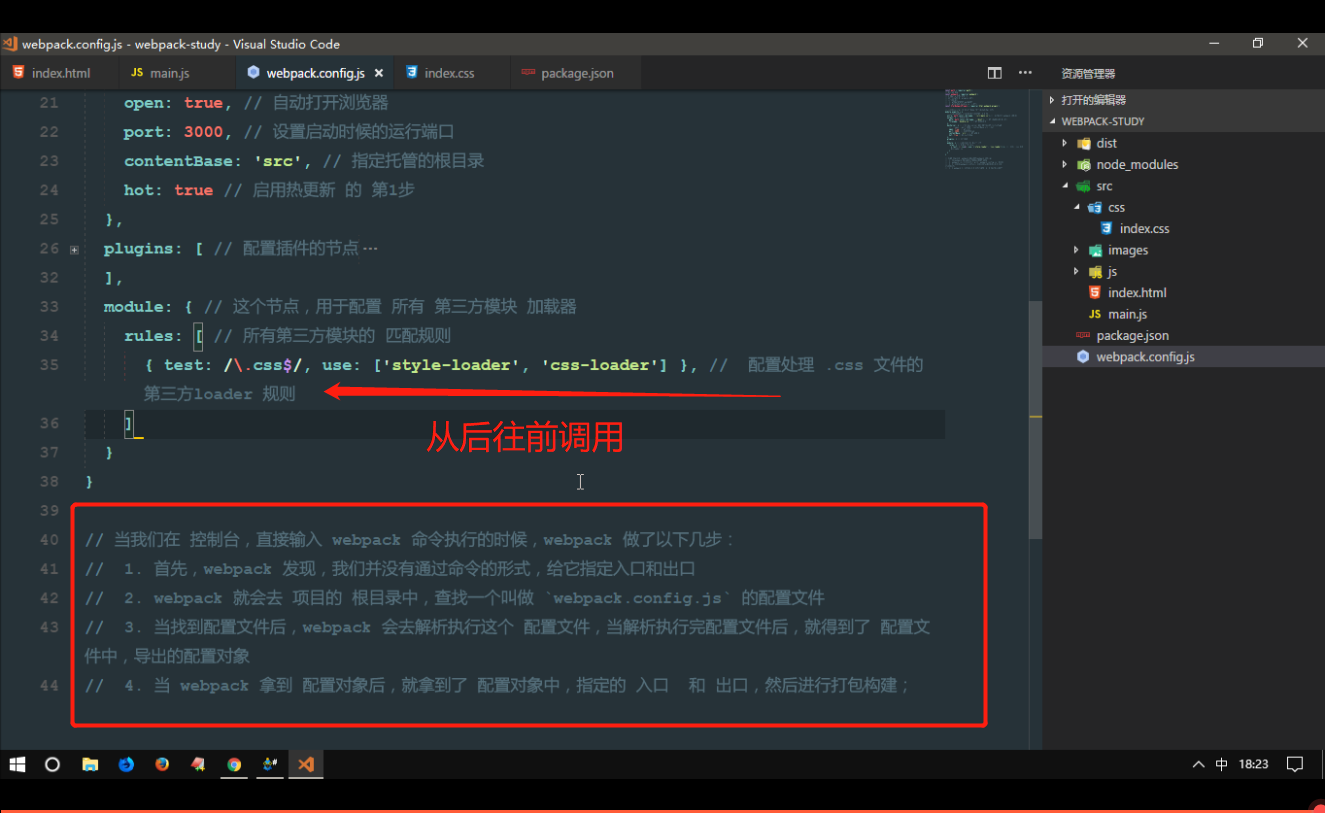 webpack.config.js - webpack-study - Visual Studio Code
index.html
JS main.js
webpack.config.js ×
index.css
package.json
资源管理器
打开的编辑器
WEBPACK-STUDY
dist
node_modules
src
css
index.css
images
js
index.html
JS main.js
package.json
webpack.config.js
21 open: true, // 自动打开浏览器
22 port: 3000, // 设置启动时候的运行端口
23 contentBase: 'src', // 指定托管的根目录
24 hot: true // 启用热更新 的 第1步
25 },
26 plugins: [ // 配置插件的节点…
32 ],
33 module: { // 这个节点，用于配置 所有 第三方模块 加载器
34 rules: [ // 所有第三方模块的 匹配规则
35 { test: /\.css$/, use: ['style-loader', 'css-loader'] }, //  配置处理 .css 文件的
第三方loader 规则
36 ]
从后往前调用
37 }
38 }
39
40 // 当我们在 控制台，直接输入 webpack 命令执行的时候，webpack 做了以下几步：
41 //  1. 首先，webpack 发现，我们并没有通过命令的形式，给它指定入口和出口
42 //  2. webpack 就会去 项目的 根目录中，查找一个叫做 `webpack.config.js` 的配置文件
43 //  3. 当找到配置文件后，webpack 会去解析执行这个 配置文件，当解析执行完配置文件后，就得到了 配置文
件中，导出的配置对象
44 //  4. 当 webpack 拿到 配置对象后，就拿到了 配置对象中，指定的 入口  和 出口，然后进行打包构建；
中 18:23